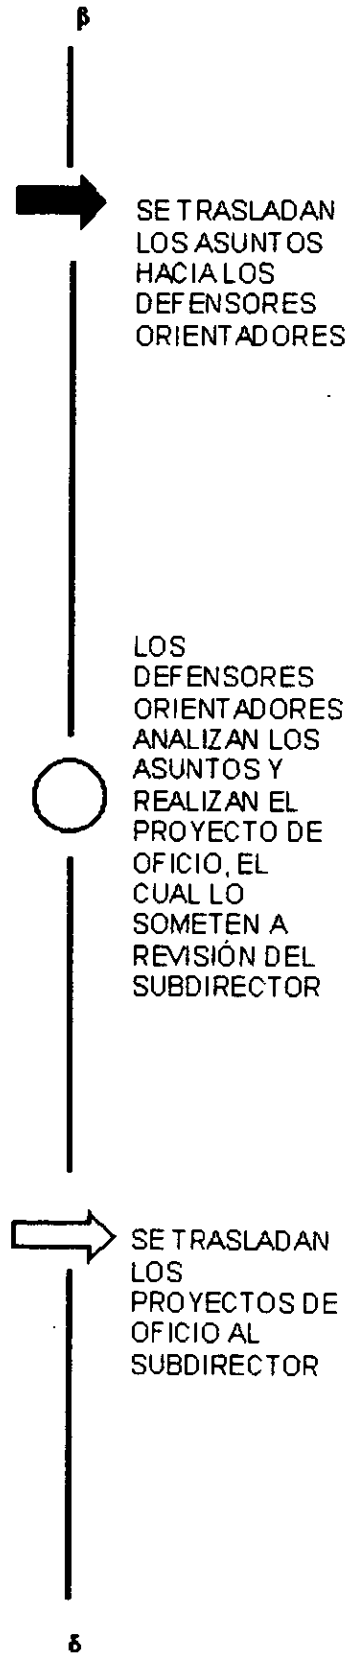 β
SE TRASLADAN
LOS ASUNTOS
HACIA LOS
DEFENSORES
ORIENTADORES
LOS
DEFENSORES
ORIENTADORES
ANALIZAN LOS
ASUNTOS Y
REALIZAN EL
PROYECTO DE
OFICIO, EL
CUAL LO
SOMETEN A
REVISIÓN DEL
SUBDIRECTOR
SE TRASLADAN
LOS
PROYECTOS DE
OFICIO AL
SUBDIRECTOR
δ